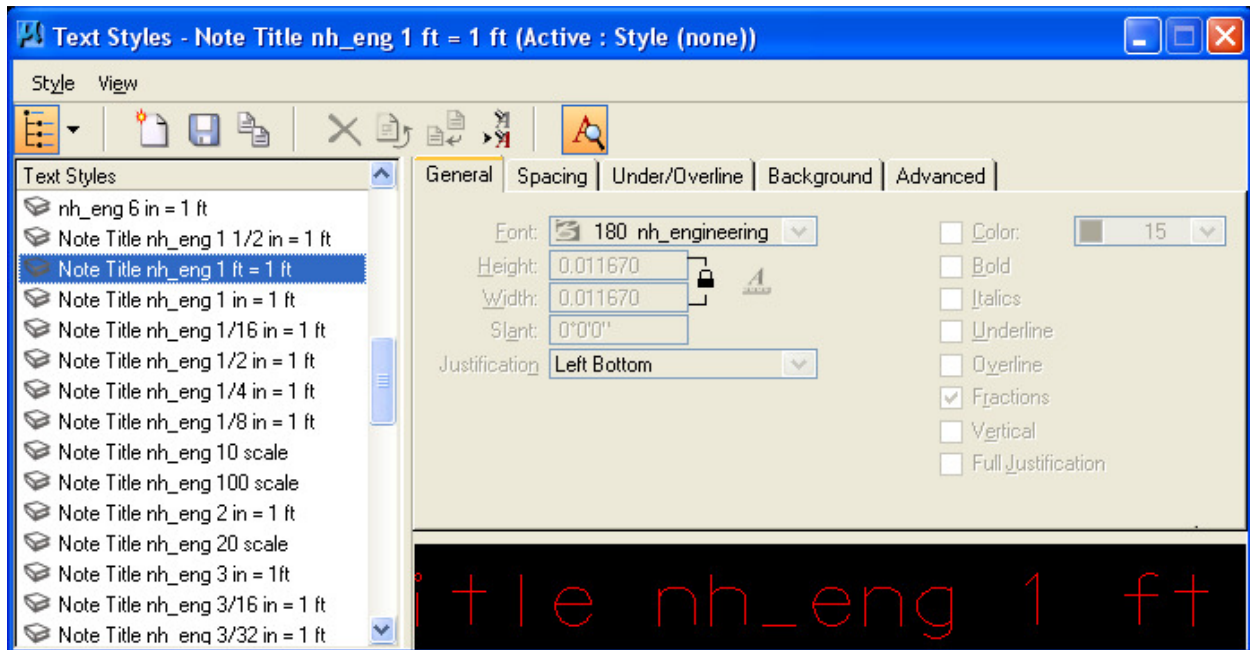 Text Styles - Note Title nh_eng 1 ft = 1 ft (Active : Style (none))
Style View
Text Styles
nh_eng 6 in = 1 ft
Note Title nh_eng 1 1/2 in = 1 ft
Note Title nh_eng 1 ft = 1 ft
Note Title nh_eng 1 in = 1 ft
Note Title nh_eng 1/16 in = 1 ft
Note Title nh_eng 1/2 in = 1 ft
Note Title nh_eng 1/4 in = 1 ft
Note Title nh_eng 1/8 in = 1 ft
Note Title nh_eng 10 scale
Note Title nh_eng 100 scale
Note Title nh_eng 2 in = 1 ft
Note Title nh_eng 20 scale
Note Title nh_eng 3 in = 1ft
Note Title nh_eng 3/16 in = 1 ft
Note Title nh_eng 3/32 in = 1 ft
General Spacing Under/Overline Background Advanced
Font: 180 nh_engineering
Height: 0.011670
Width: 0.011670
Slant: 0°0'0"
Justification Left Bottom
Color: 15
Bold
Italics
Underline
Overline
Fractions
Vertical
Full Justification
itle nh_eng 1 ft